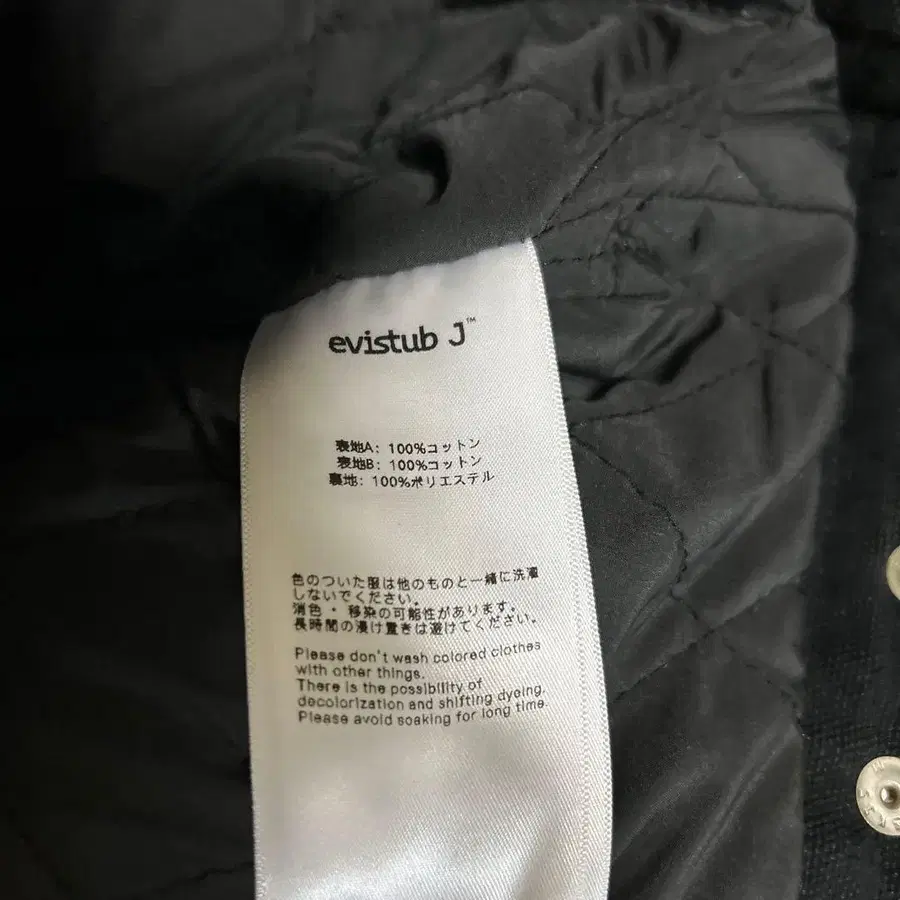 evistub J™
表地A: 100%コットン
表地B: 100%コットン
裏地: 100%ポリエステル
色のついた服は他のものと一緒に洗濯
しないでください。
消色・移染の可能性があります。
長時間の浸け置きは避けてください。
Please don't wash colored clothes
with other things.
There is the possibility of
decolorization and shifting dyeing.
Please avoid soaking for long time.